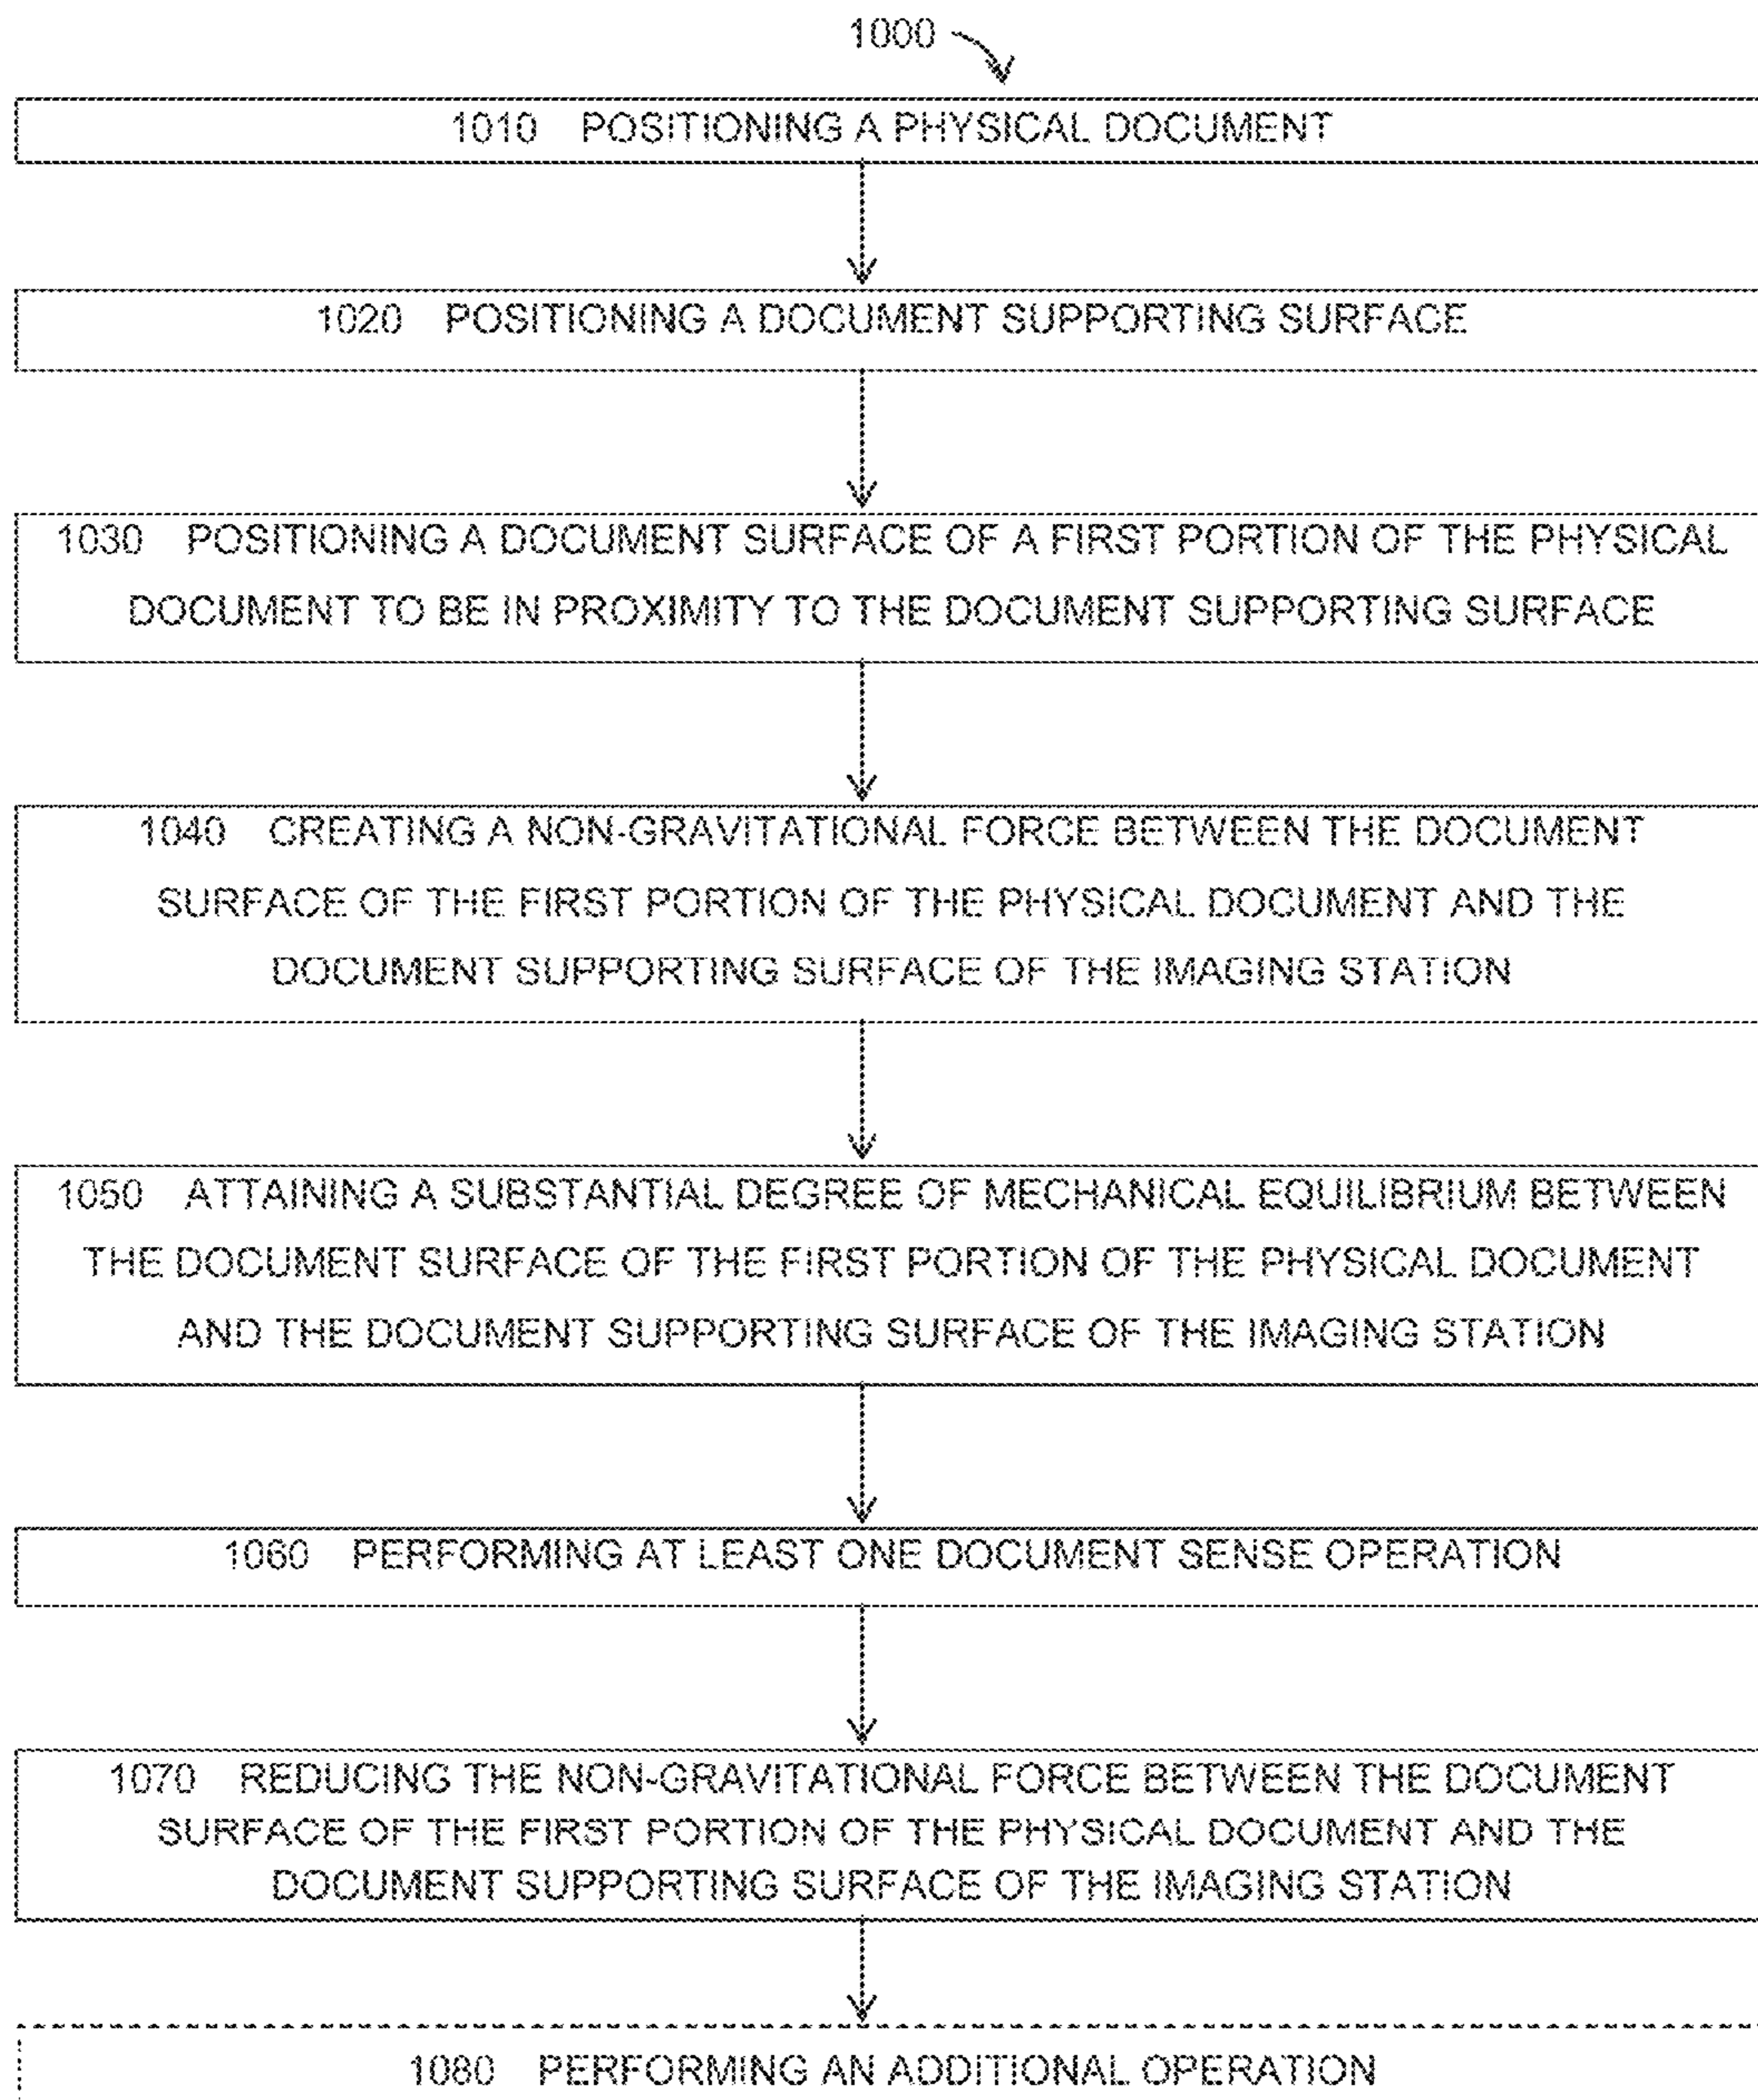 1000
1010 POSITIONING A PHYSICAL DOCUMENT
1020 POSITIONING A DOCUMENT SUPPORTING SURFACE
1030 POSITIONING A DOCUMENT SURFACE OF A FIRST PORTION OF THE PHYSICAL
DOCUMENT TO BE IN PROXIMITY TO THE DOCUMENT SUPPORTING SURFACE
1040 CREATING A NON-GRAVITATIONAL FORCE BETWEEN THE DOCUMENT
SURFACE OF THE FIRST PORTION OF THE PHYSICAL DOCUMENT AND THE
DOCUMENT SUPPORTING SURFACE OF THE IMAGING STATION
1050 ATTAINING A SUBSTANTIAL DEGREE OF MECHANICAL EQUILIBRIUM BETWEEN
THE DOCUMENT SURFACE OF THE FIRST PORTION OF THE PHYSICAL DOCUMENT
AND THE DOCUMENT SUPPORTING SURFACE OF THE IMAGING STATION
1060 PERFORMING AT LEAST ONE DOCUMENT SENSE OPERATION
1070 REDUCING THE NON-GRAVITATIONAL FORCE BETWEEN THE DOCUMENT
SURFACE OF THE FIRST PORTION OF THE PHYSICAL DOCUMENT AND THE
DOCUMENT SUPPORTING SURFACE OF THE IMAGING STATION
1080 PERFORMING AN ADDITIONAL OPERATION